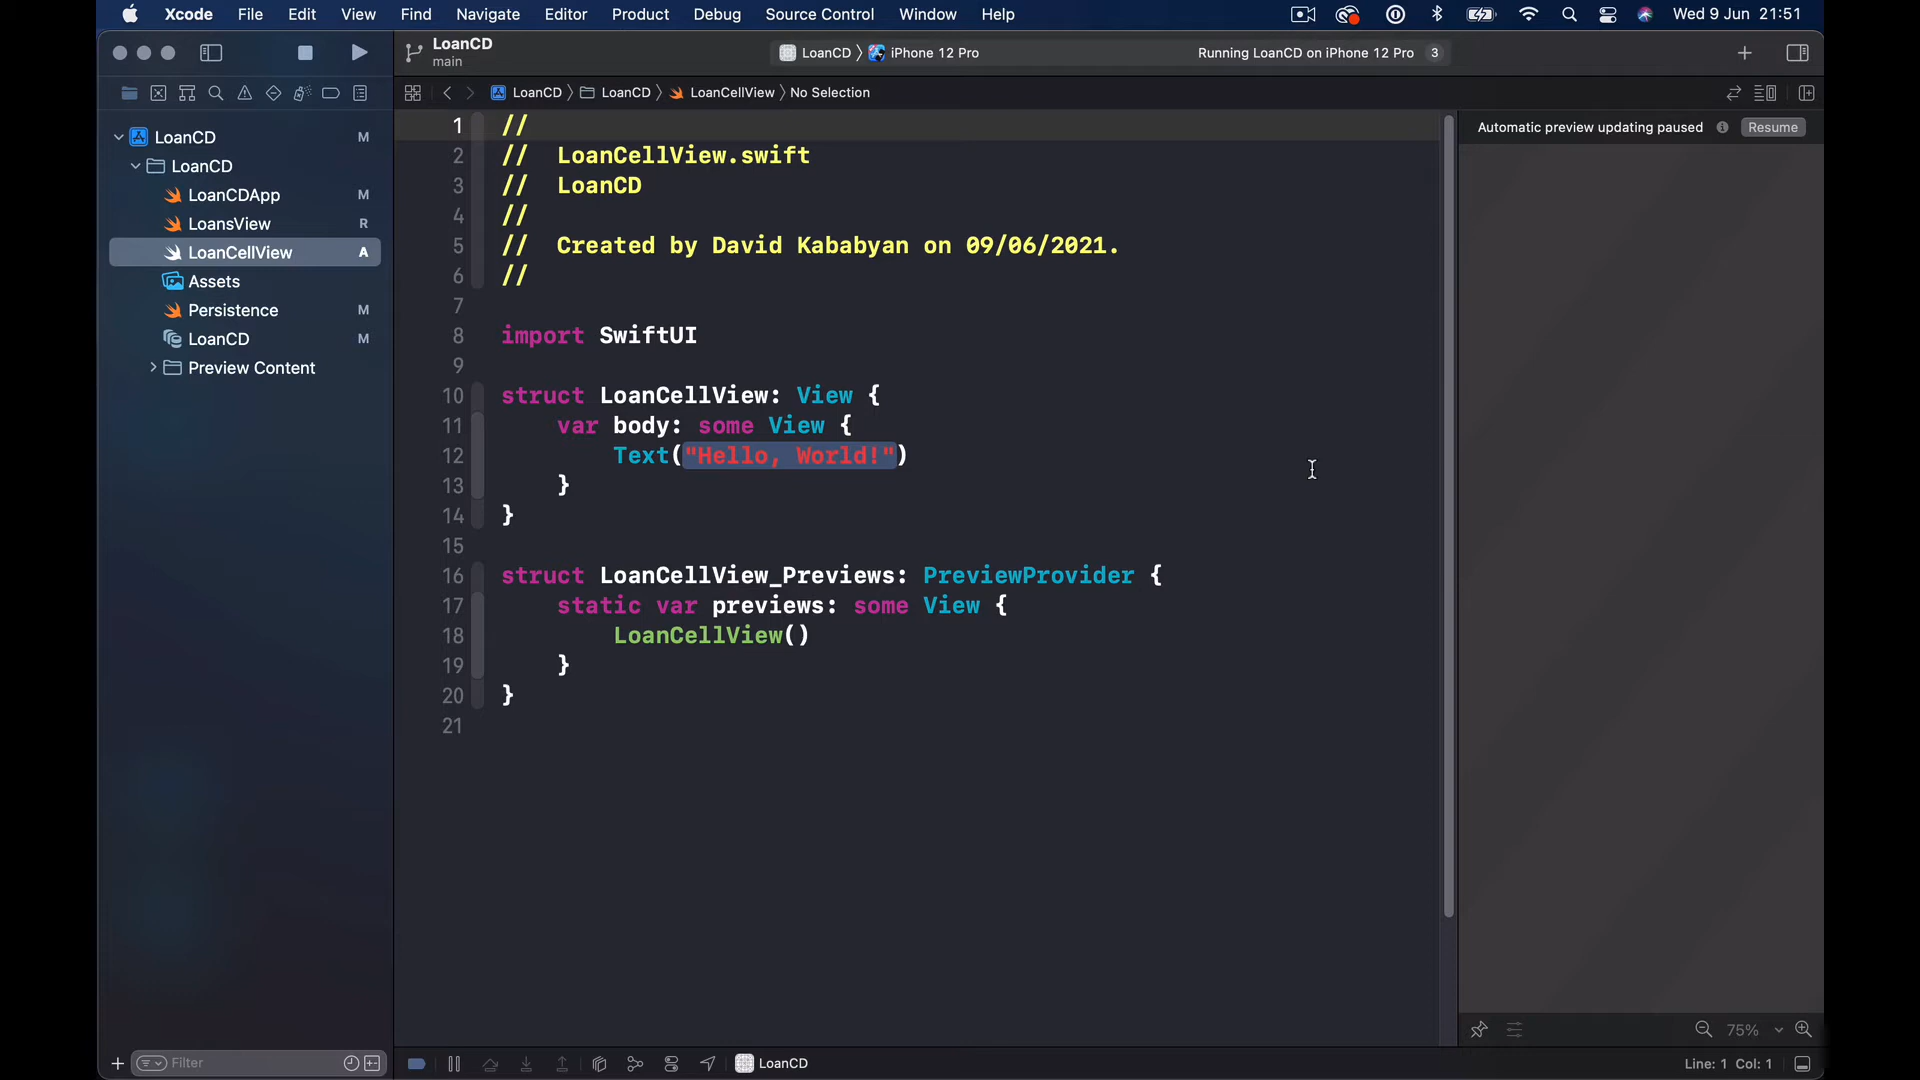 Xcode File Edit View Find Navigate Editor Product Debug Source Control Window Help Wed 9 Jun 21:51
LoanCD
main
LoanCD iPhone 12 Pro Running LoanCD on iPhone 12 Pro 3
LoanCD LoanCD LoanCellView No Selection
LoanCD M
LoanCD
LoanCDApp M
LoansView R
LoanCellView A
Assets
Persistence M
LoanCD M
Preview Content
Filter
1 //
2 // LoanCellView.swift
3 // LoanCD
4 //
5 // Created by David Kababyan on 09/06/2021.
6 //
7
8 import SwiftUI
9
10 struct LoanCellView: View {
11 var body: some View {
12 Text("Hello, World!")
13 }
14 }
15
16 struct LoanCellView_Previews: PreviewProvider {
17 static var previews: some View {
18 LoanCellView()
19 }
20 }
21
Automatic preview updating paused Resume
75%
LoanCD
Line: 1 Col: 1